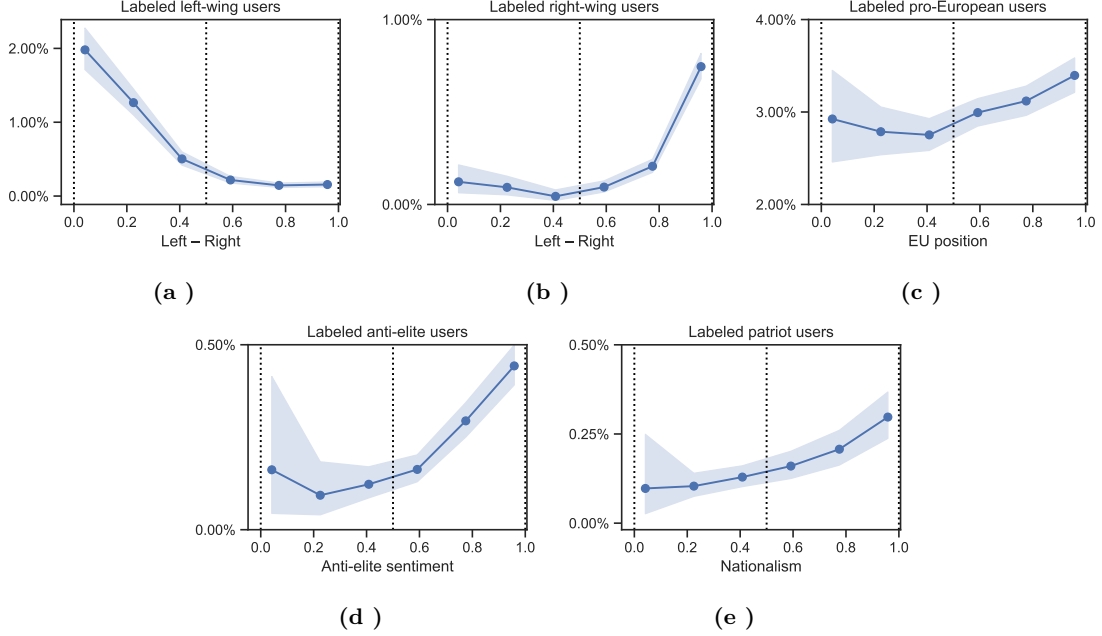 Labeled left-wing users
2.00%
1.00%
0.00%
0.0 0.2 0.4 0.6 0.8 1.0
Left – Right
(a )
Labeled right-wing users
1.00%
0.00%
0.0 0.2 0.4 0.6 0.8 1.0
Left – Right
(b )
Labeled pro-European users
4.00%
3.00%
2.00%
0.0 0.2 0.4 0.6 0.8 1.0
EU position
(c )
Labeled anti-elite users
0.50%
0.00%
0.0 0.2 0.4 0.6 0.8 1.0
Anti-elite sentiment
(d )
Labeled patriot users
0.50%
0.25%
0.00%
0.0 0.2 0.4 0.6 0.8 1.0
Nationalism
(e )